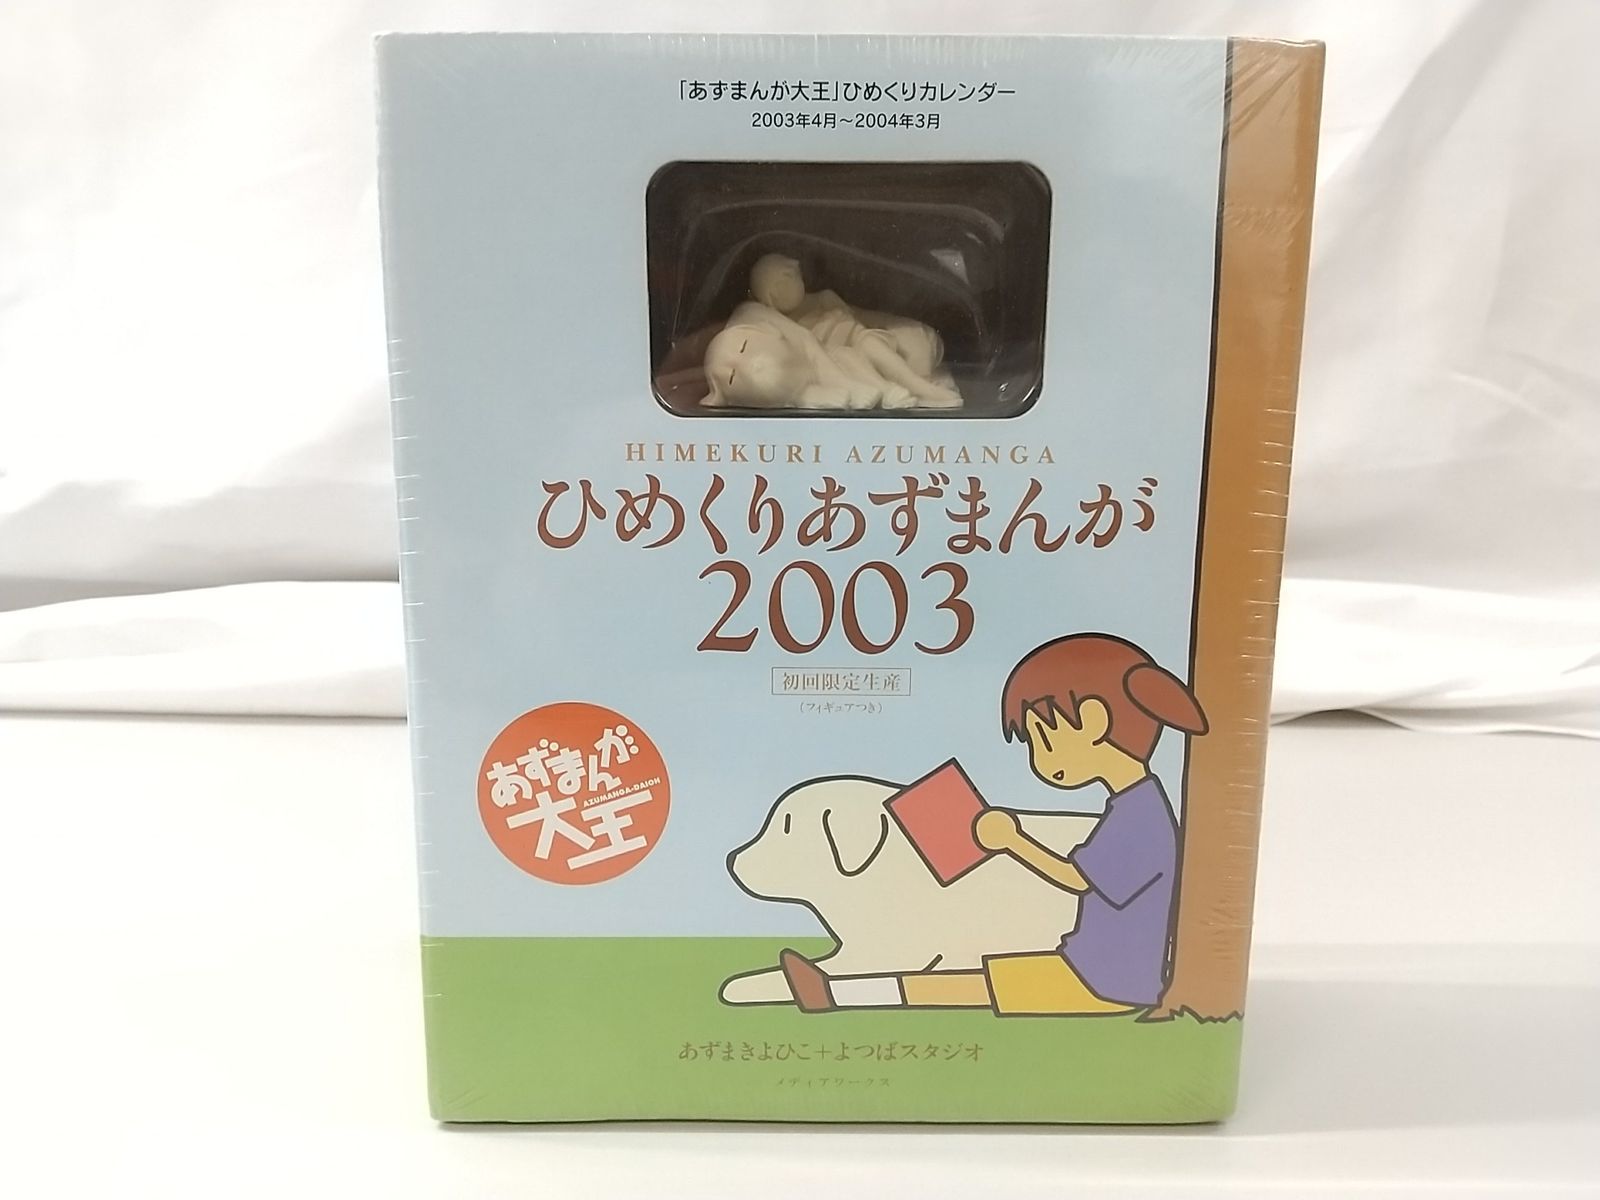 「あずまんが大王」ひめくりカレンダー
2003年4月～2004年3月
HIMEKURI AZUMANGA
ひめくりあずまんが
2003
初回限定生産
(フィギュアつき)
あずまんが
AZUMANGA-DAIOH
大王
あずまきよひこ+よつばスタジオ
メディアワークス